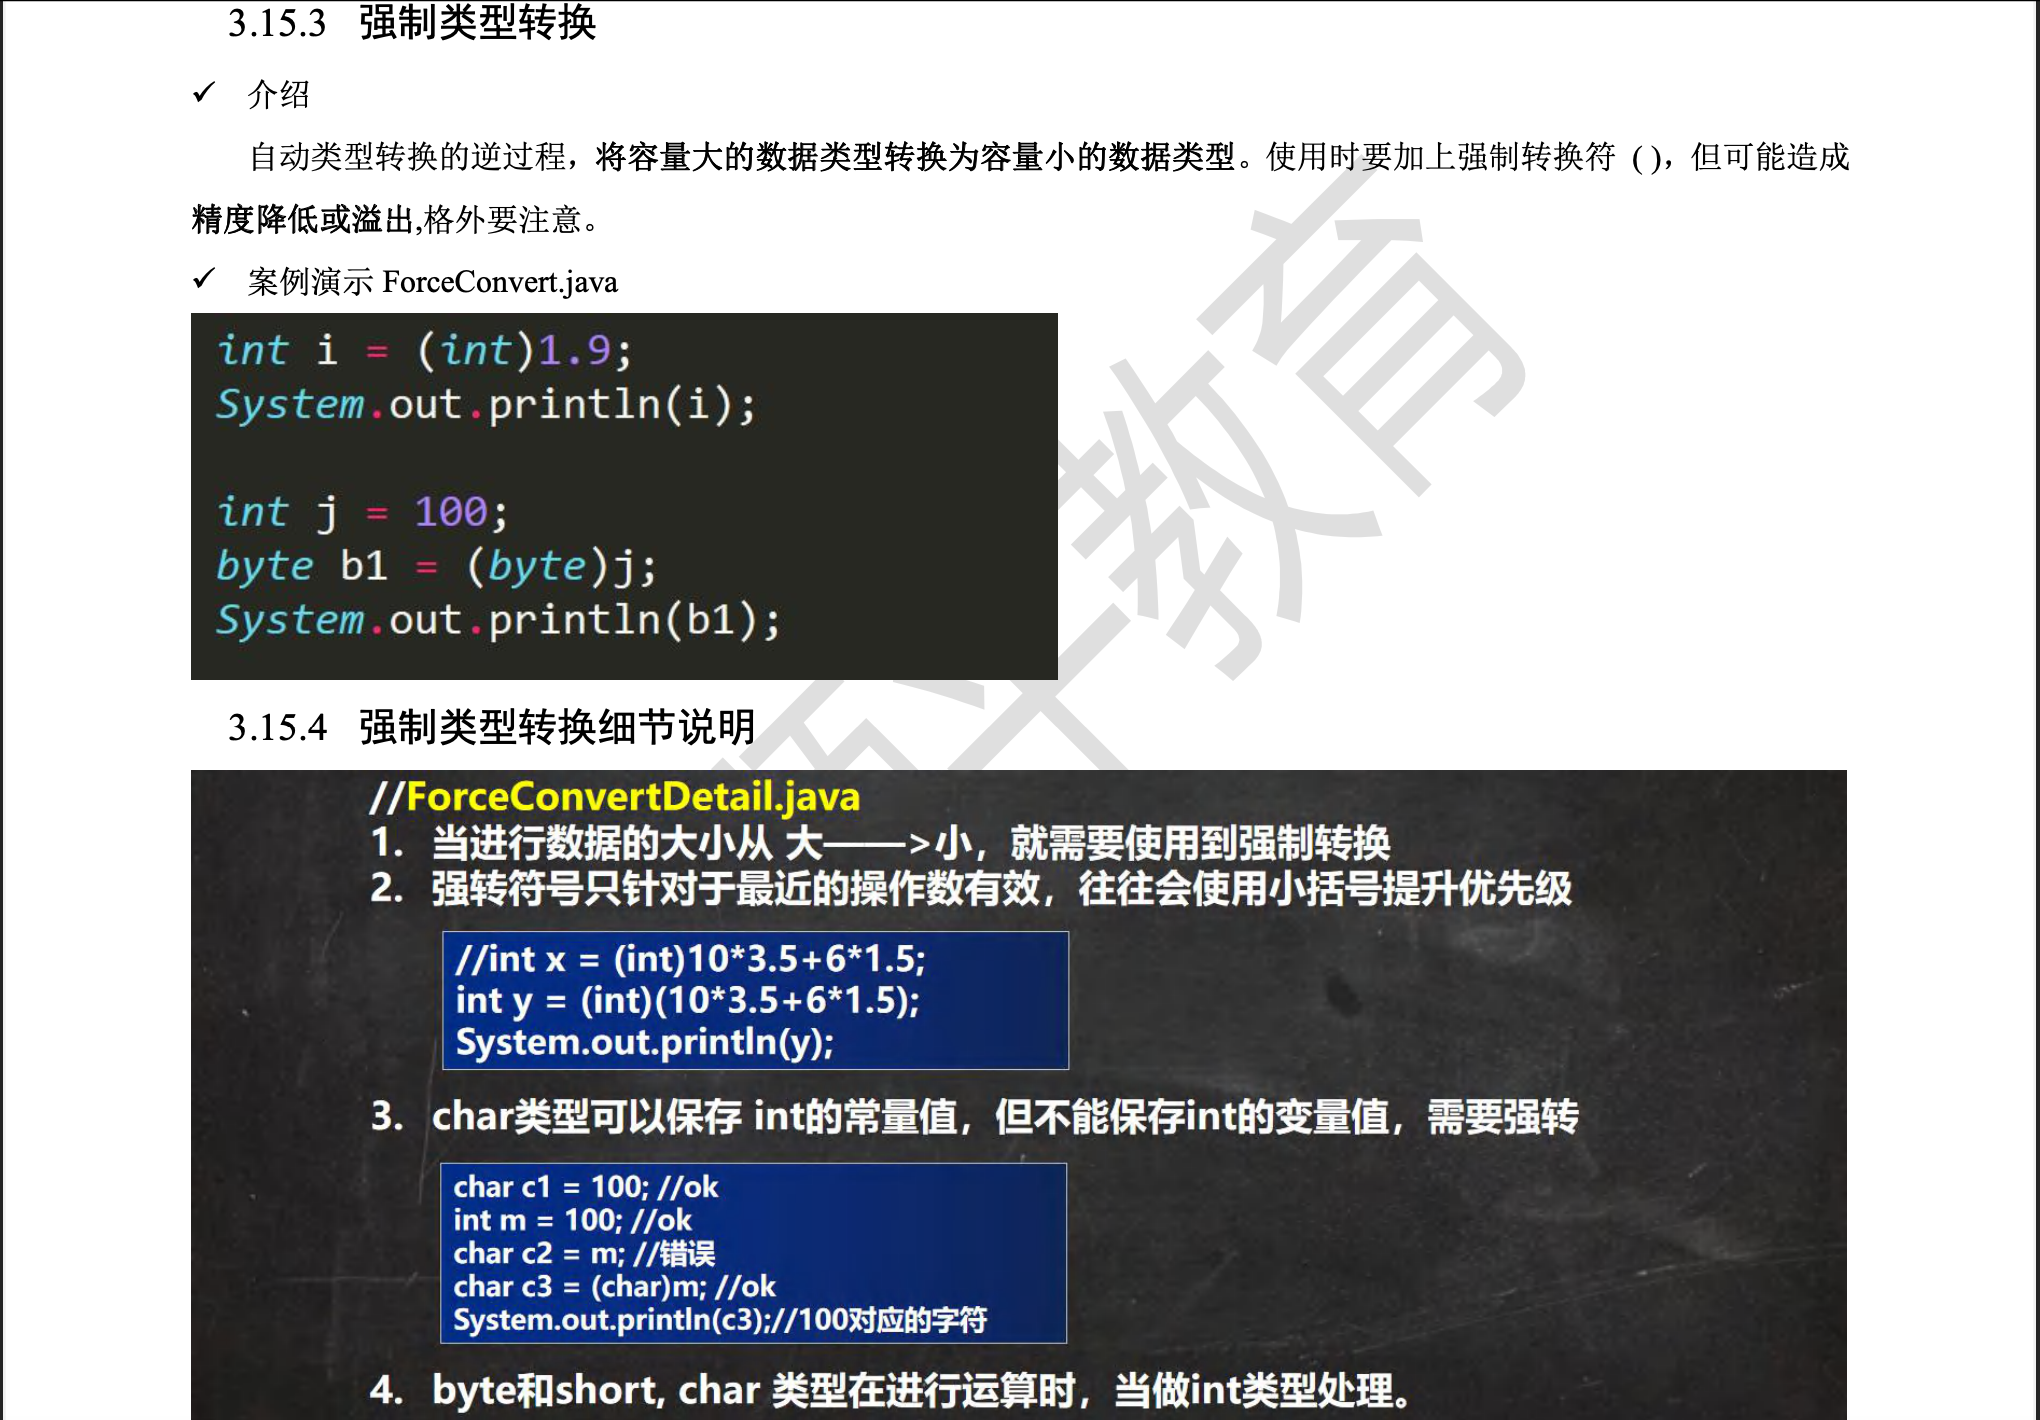 3.15.3 强制类型转换
✓ 介绍
自动类型转换的逆过程，将容量大的数据类型转换为容量小的数据类型。使用时要加上强制转换符 ( )，但可能造成
精度降低或溢出,格外要注意。
✓ 案例演示 ForceConvert.java
int i = (int)1.9;
System.out.println(i);
int j = 100;
byte b1 = (byte)j;
System.out.println(b1);
3.15.4 强制类型转换细节说明
//ForceConvertDetail.java
1. 当进行数据的大小从 大——>小，就需要使用到强制转换
2. 强转符号只针对于最近的操作数有效，往往会使用小括号提升优先级
//int x = (int)10*3.5+6*1.5;
int y = (int)(10*3.5+6*1.5);
System.out.println(y);
3. char类型可以保存 int的常量值，但不能保存int的变量值，需要强转
char c1 = 100; //ok
int m = 100; //ok
char c2 = m; //错误
char c3 = (char)m; //ok
System.out.println(c3);//100对应的字符
4. byte和short, char 类型在进行运算时，当做int类型处理。
教育